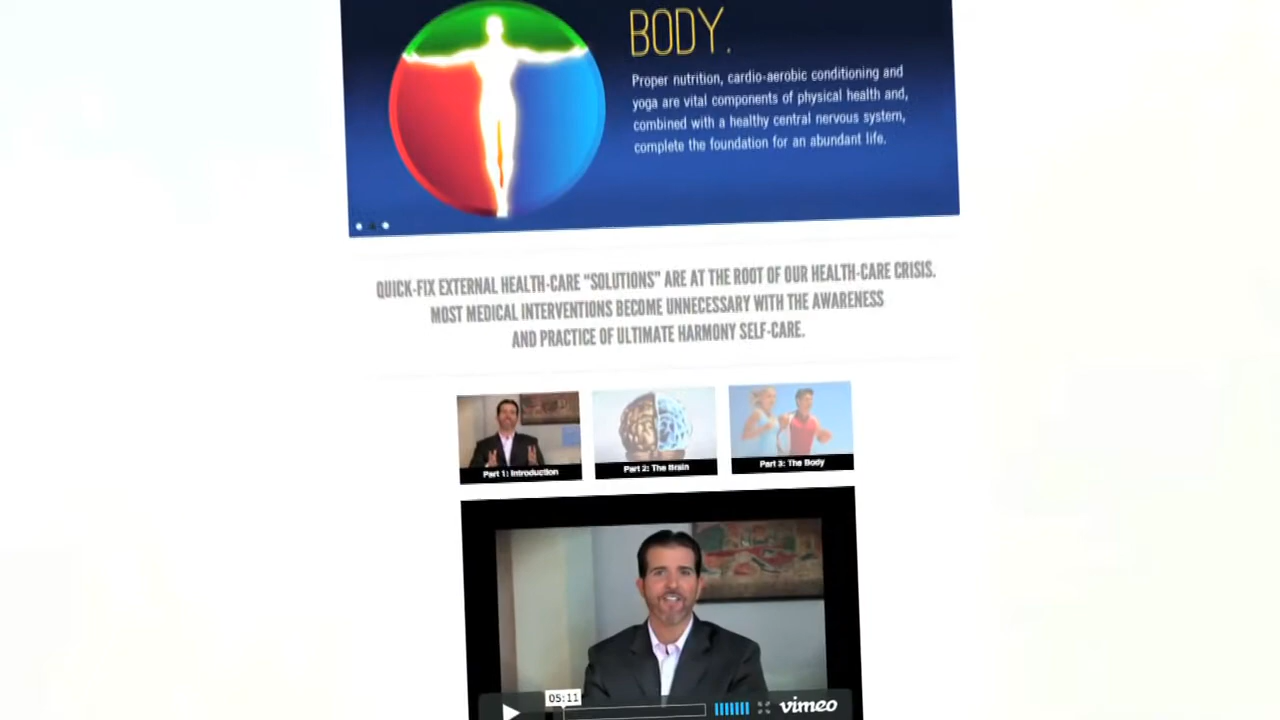 BODY.
Proper nutrition, cardio-aerobic conditioning and
yoga are vital components of physical health and,
combined with a healthy central nervous system,
complete the foundation for an abundant life.
QUICK-FIX EXTERNAL HEALTH-CARE “SOLUTIONS” ARE AT THE ROOT OF OUR HEALTH-CARE CRISIS.
MOST MEDICAL INTERVENTIONS BECOME UNNECESSARY WITH THE AWARENESS
AND PRACTICE OF ULTIMATE HARMONY SELF-CARE.
Part 1: Introduction
Part 2: The Brain
Part 3: The Body
05:11
vimeo